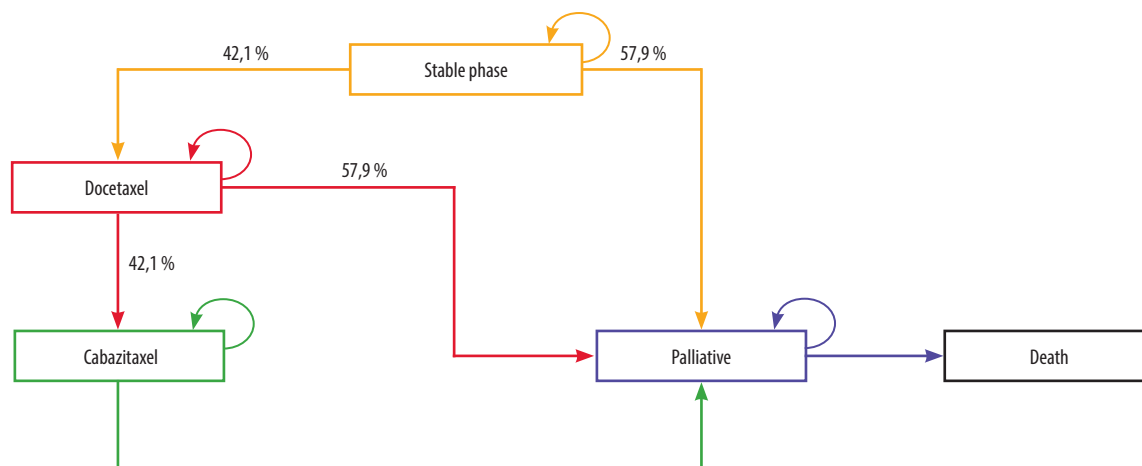 42,1 %
Stable phase
57,9 %
Docetaxel
57,9 %
42,1 %
Cabazitaxel
Palliative
Death